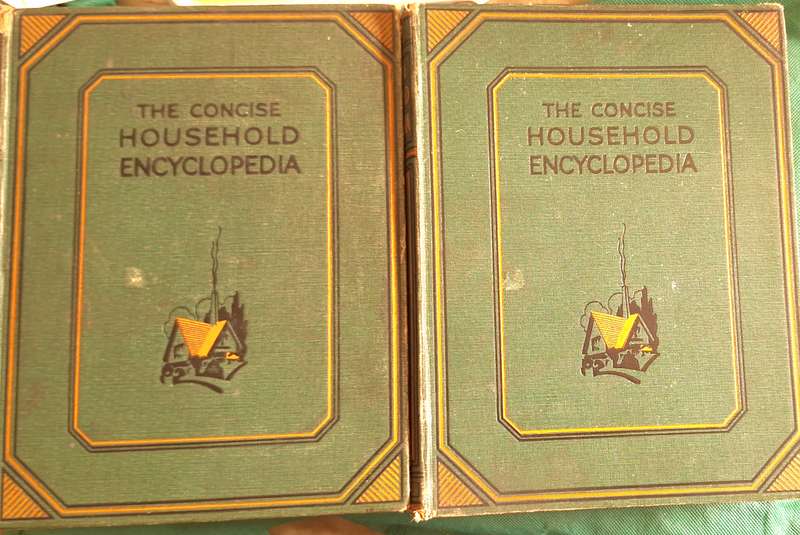 THE CONCISE
HOUSEHOLD
ENCYCLOPEDIA
THE CONCISE
HOUSEHOLD
ENCYCLOPEDIA